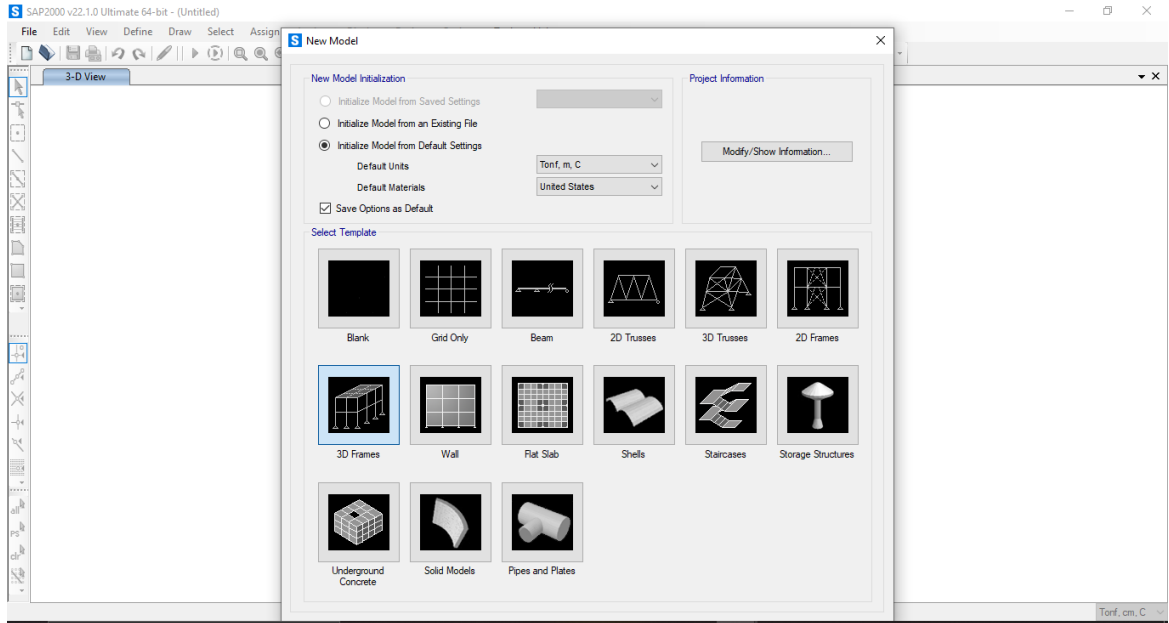 SAP2000 v22.1.0 Ultimate 64-bit - (Untitled)
File Edit View Define Draw Select Assign
3-D View
New Model
New Model Initialization
Initialize Model from Saved Settings
Initialize Model from an Existing File
Initialize Model from Default Settings
Default Units Tonf, m, C
Default Materials United States
Save Options as Default
Project Information
Modify/Show Information...
Select Template
Blank Grid Only Beam 2D Trusses 3D Trusses 2D Frames
3D Frames Wall Flat Slab Shells Staircases Storage Structures
Underground Concrete Solid Models Pipes and Plates
all
PS
clr
Tonf, cm, C